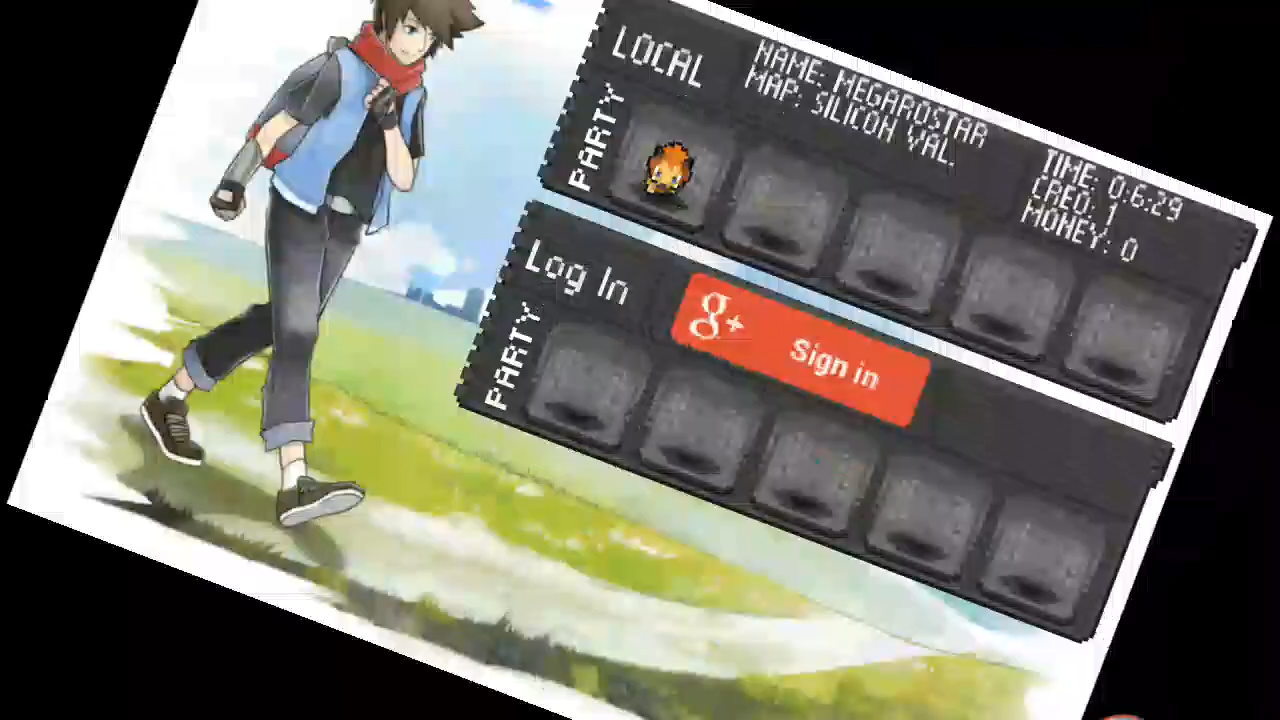 LOCAL
NAME: MEGAROSTAR
MAP: SILICON VAL.
TIME: 0:6:29
CRED: 1
MONEY: 0
PARTY
Log In
g+ Sign in
PARTY